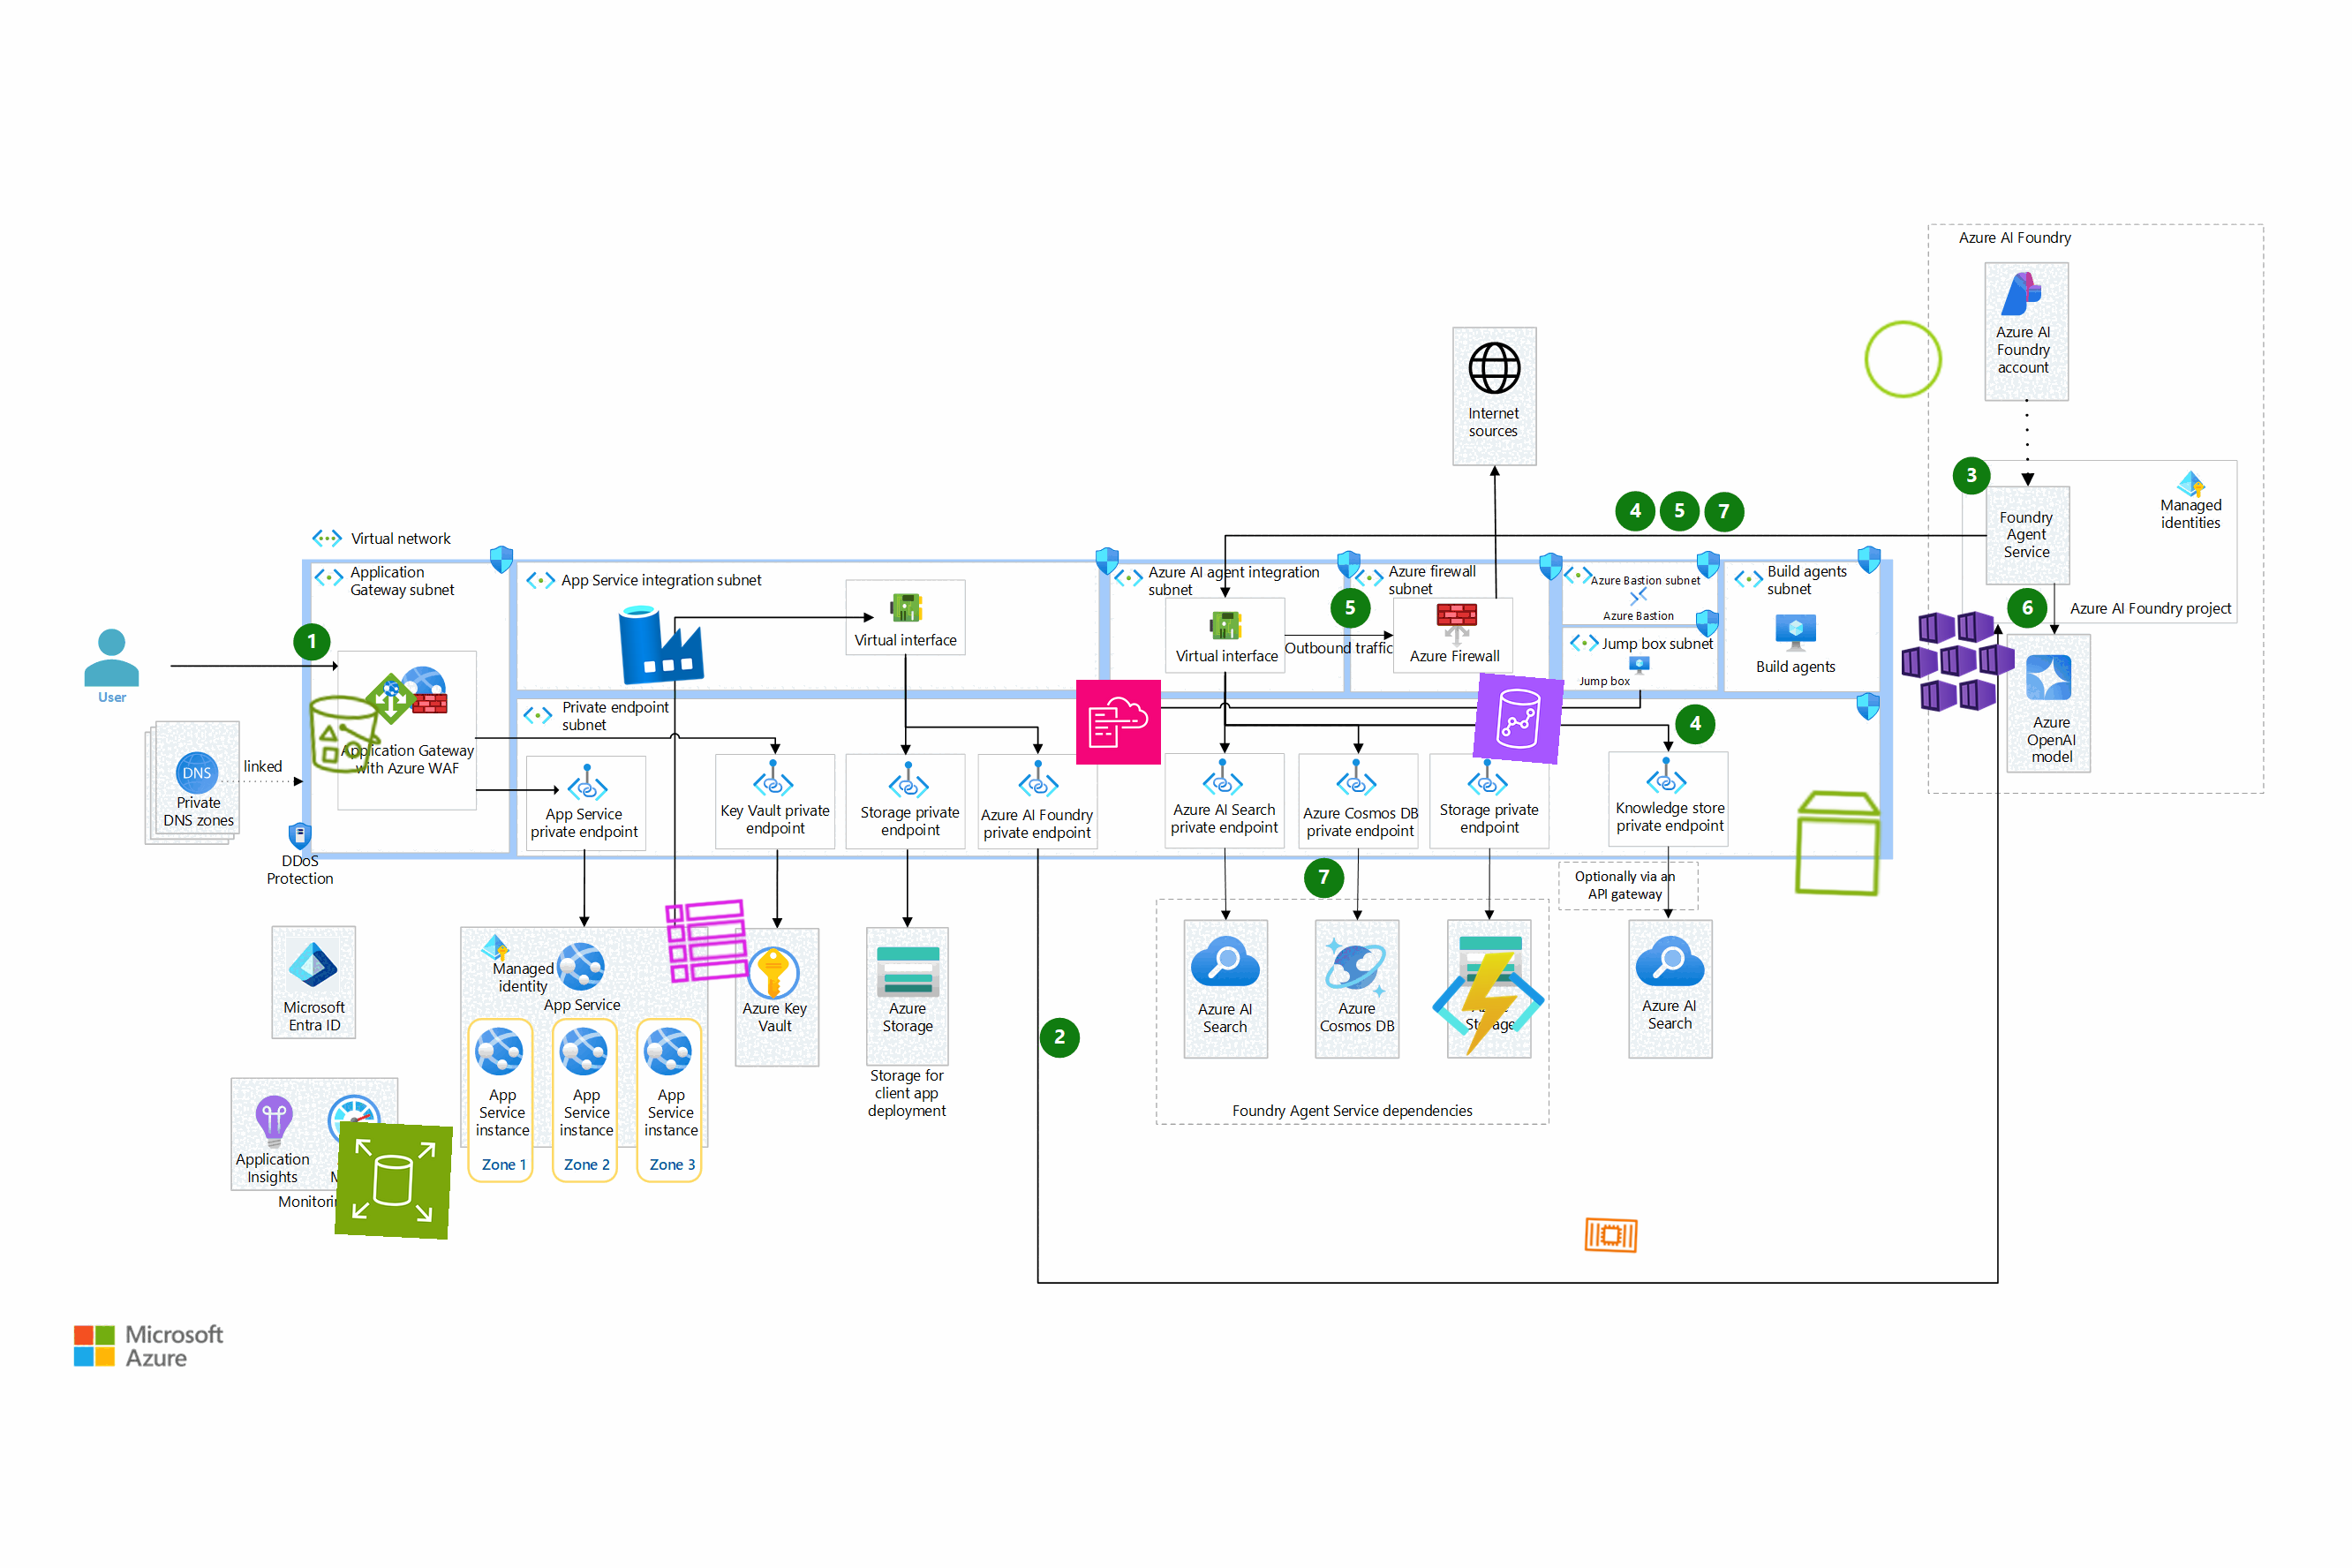 Azure AI Foundry
Azure AI
Foundry
account
Internet
sources
3
Managed
identities
Foundry
Agent
Service
4
5
7
Virtual network
Application
Gateway subnet
App Service integration subnet
Azure AI agent integration
subnet
Azure firewall
subnet
Azure Bastion subnet
Azure Bastion
Build agents
subnet
5
6
Azure AI Foundry project
1
Virtual interface
Virtual interface
Outbound traffic
Azure Firewall
Jump box subnet
Jump box
Build agents
User
Private endpoint
subnet
4
Azure
OpenAI
model
Application Gateway
with Azure WAF
linked
DNS
Private
DNS zones
App Service
private endpoint
Key Vault private
endpoint
Storage private
endpoint
Azure AI Foundry
private endpoint
Azure AI Search
private endpoint
Azure Cosmos DB
private endpoint
Storage private
endpoint
Knowledge store
private endpoint
DDoS
Protection
7
Optionally via an
API gateway
Microsoft
Entra ID
Managed
identity
App Service
Azure Key
Vault
Azure
Storage
Storage for
client app
deployment
2
Azure AI
Search
Azure
Cosmos DB
Azure AI
Search
App
Service
instance
Zone 1
App
Service
instance
Zone 2
App
Service
instance
Zone 3
Foundry Agent Service dependencies
Application
Insights
Microsoft
Azure